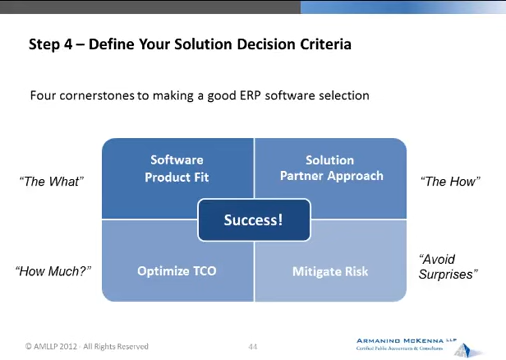 Step 4 – Define Your Solution Decision Criteria
Four cornerstones to making a good ERP software selection
Software
Product Fit
Solution
Partner Approach
“The What”
“The How”
Success!
“How Much?”
Optimize TCO
Mitigate Risk
“Avoid
Surprises”
© AMLLP 2012 - All Rights Reserved
44
ARMANINO MCKENNA LLP
Certified Public Accountants & Consultants